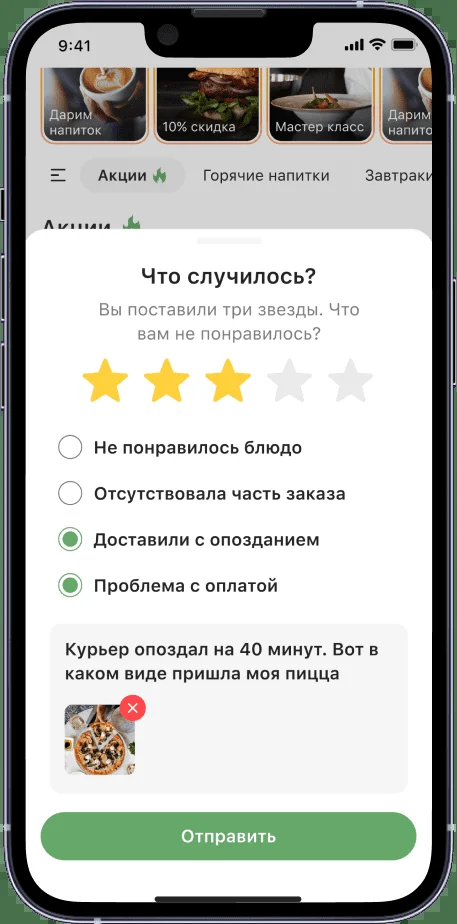 9:41
Дарим
напиток
10% скидка
Мастер класс
Дарим
напито
Акции
Горячие напитки
Завтраки
Акции
Что случилось?
Вы поставили три звезды. Что
вам не понравилось?
Не понравилось блюдо
Отсутствовала часть заказа
Доставили с опозданием
Проблема с оплатой
Курьер опоздал на 40 минут. Вот в
каком виде пришла моя пицца
Отправить